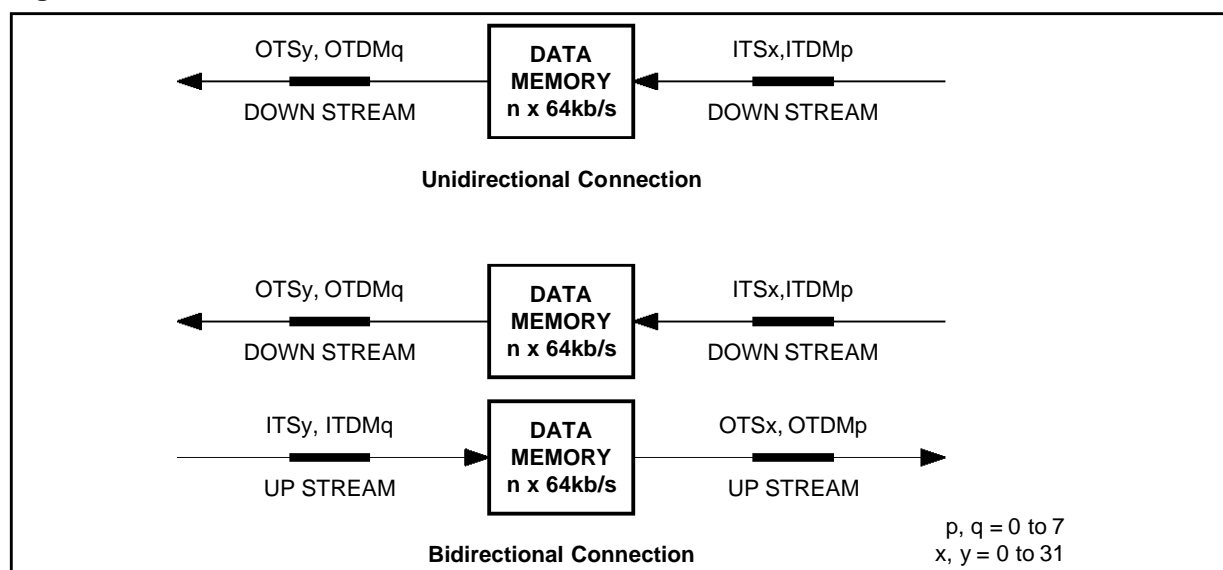 OTSy, OTDMq
DOWN STREAM
DATA
MEMORY
n x 64kb/s
ITSx,ITDMp
DOWN STREAM
Unidirectional Connection
OTSy, OTDMq
DOWN STREAM
DATA
MEMORY
n x 64kb/s
ITSx,ITDMp
DOWN STREAM
ITSy, ITDMq
UP STREAM
DATA
MEMORY
n x 64kb/s
OTSx, OTDMp
UP STREAM
Bidirectional Connection
p, q = 0 to 7
x, y = 0 to 31